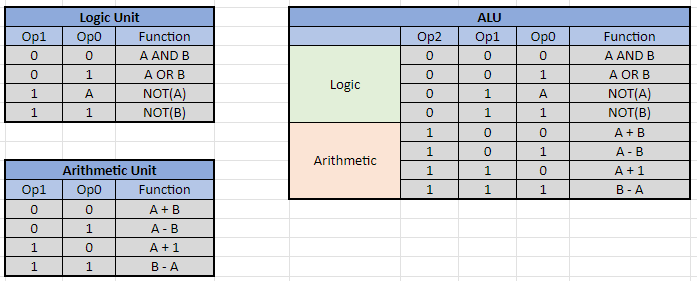 Logic Unit
Op1 Op0 Function
0 0 A AND B
0 1 A OR B
1 A NOT(A)
1 1 NOT(B)
Arithmetic Unit
Op1 Op0 Function
0 0 A + B
0 1 A - B
1 0 A + 1
1 1 B - A
ALU
Op2 Op1 Op0 Function
Logic
0 0 0 A AND B
0 0 1 A OR B
0 1 A NOT(A)
0 1 1 NOT(B)
Arithmetic
1 0 0 A + B
1 0 1 A - B
1 1 0 A + 1
1 1 1 B - A